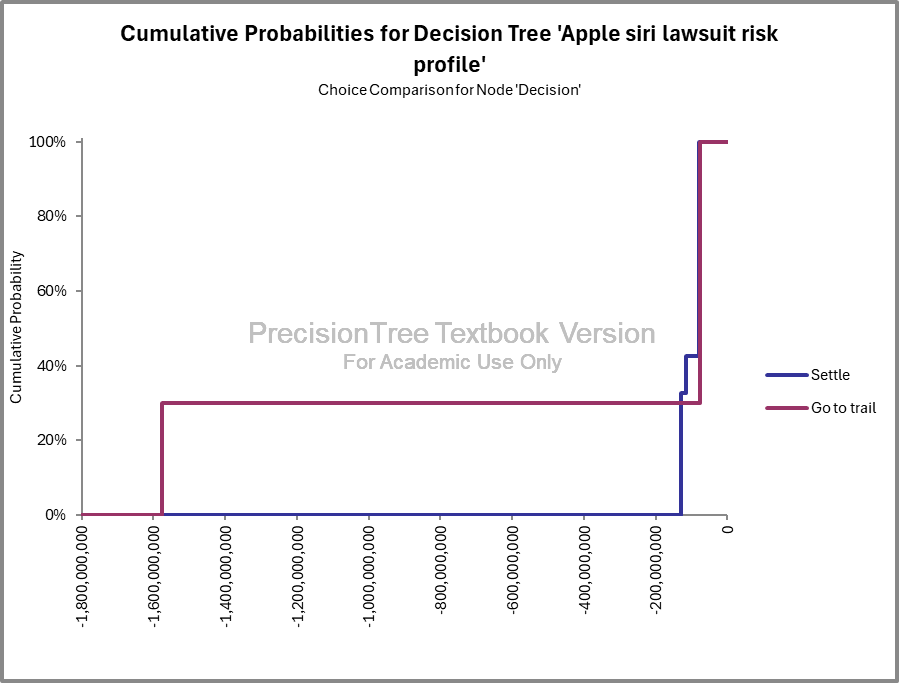 Cumulative Probabilities for Decision Tree 'Apple siri lawsuit risk
profile'
Choice Comparison for Node 'Decision'
100%
80%
60%
40%
20%
0%
Cumulative Probability
PrecisionTree Textbook Version
For Academic Use Only
Settle
Go to trail
-1,800,000,000
-1,600,000,000
-1,400,000,000
-1,200,000,000
-1,000,000,000
-800,000,000
-600,000,000
-400,000,000
-200,000,000
0